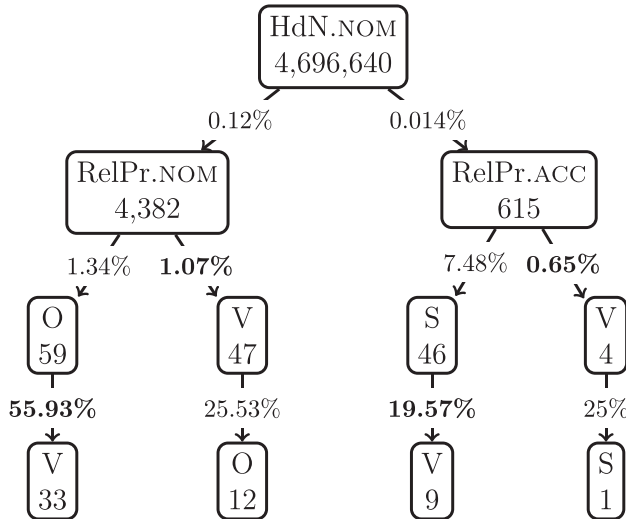 HdN.NOM
4,696,640
0.12% 0.014%
RelPr.NOM RelPr.ACC
4,382 615
1.34% 1.07% 7.48% 0.65%
O V S V
59 47 46 4
55.93% 25.53% 19.57% 25%
V O V S
33 12 9 1